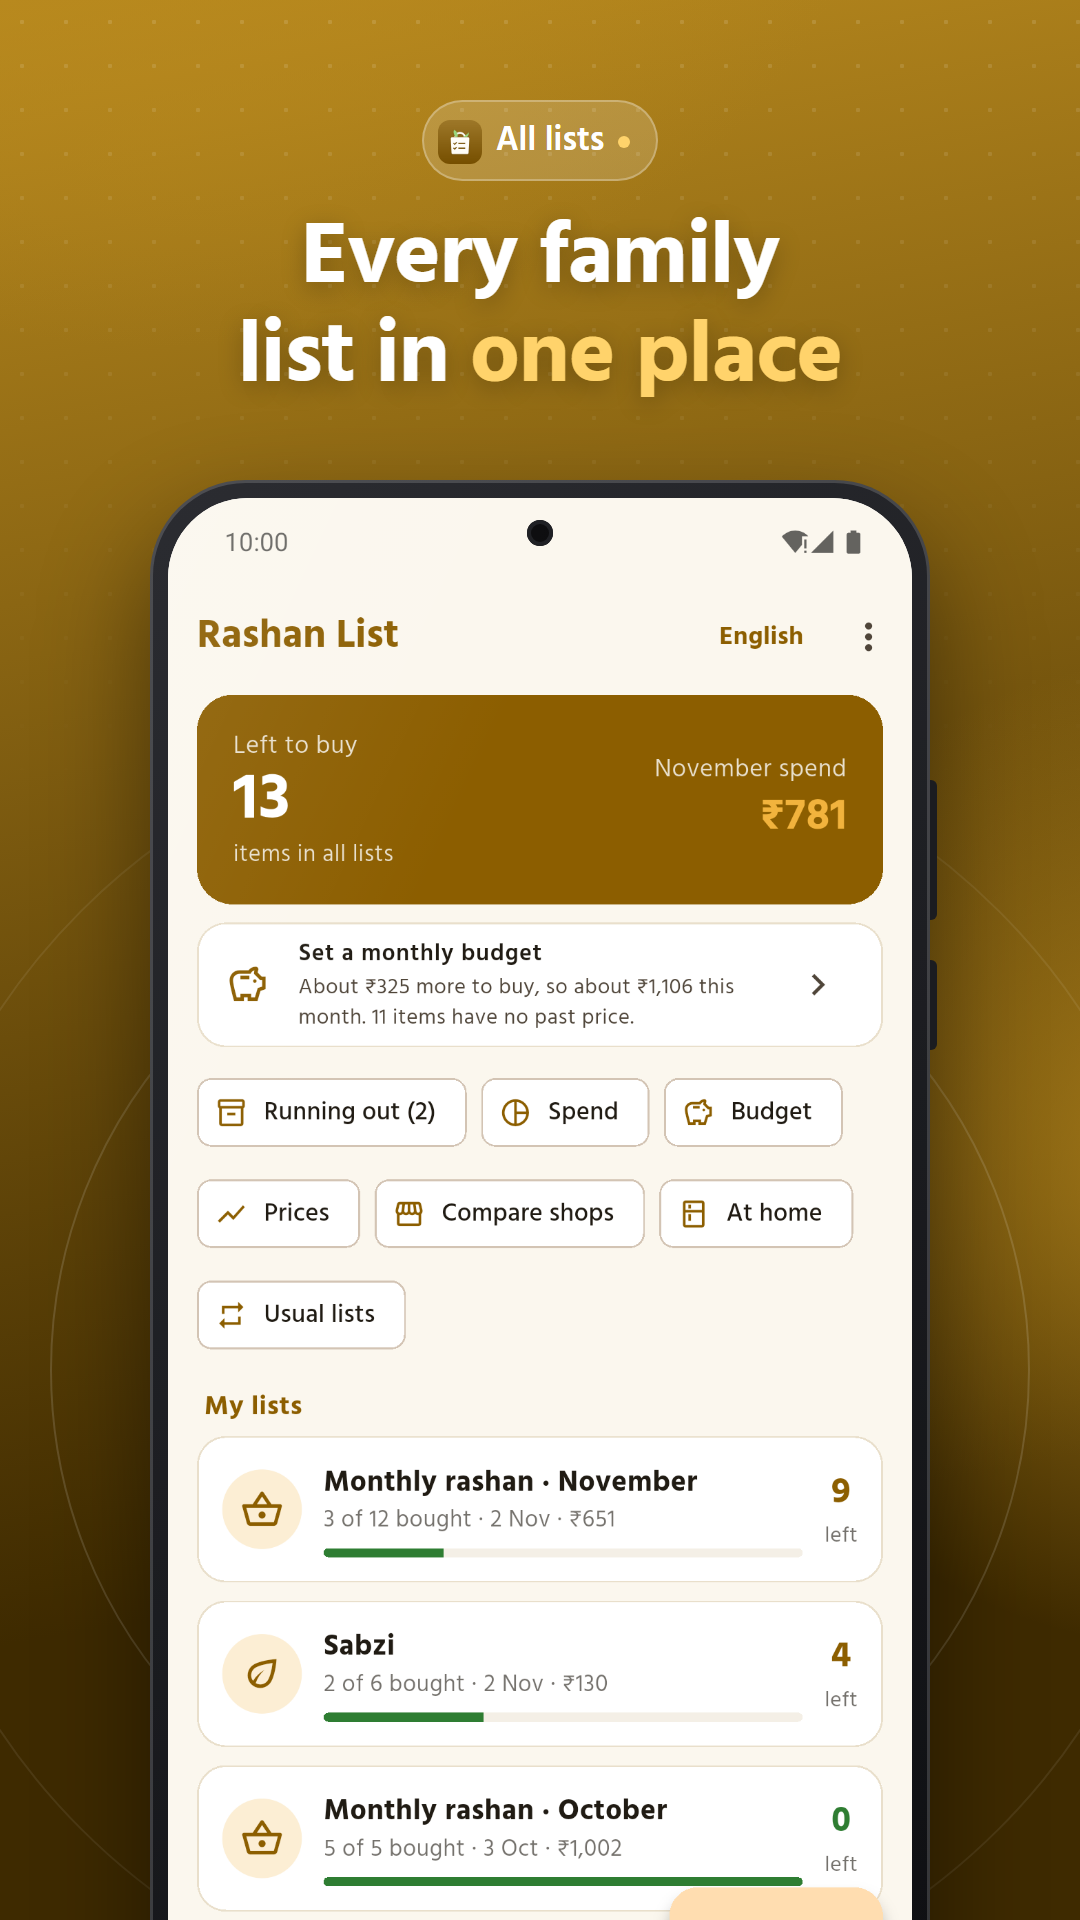 All lists
Every family
list in one place
10:00
Rashan List
English
Left to buy
13
items in all lists
November spend
₹781
Set a monthly budget
About ₹325 more to buy, so about ₹1,106 this
month. 11 items have no past price.
Running out (2)
Spend
Budget
Prices
Compare shops
At home
Usual lists
My lists
Monthly rashan · November
3 of 12 bought · 2 Nov · ₹651
9
left
Sabzi
2 of 6 bought · 2 Nov · ₹130
4
left
Monthly rashan · October
5 of 5 bought · 3 Oct · ₹1,002
0
left